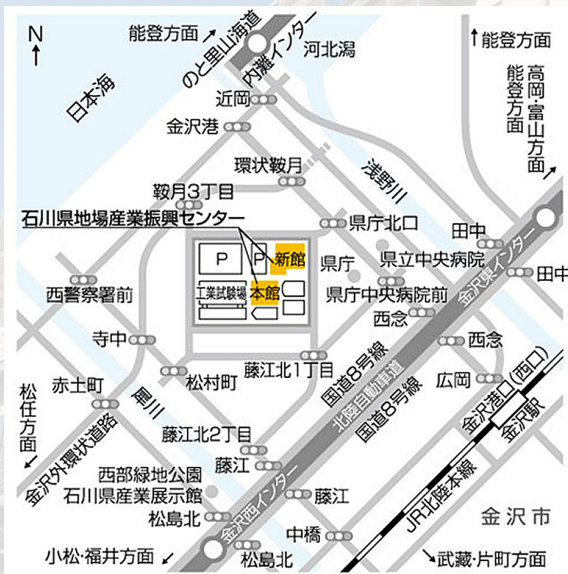 N
能登方面
のと里山海道
内灘インター
河北潟
能登方面
高岡・富山方面
能登方面
日本海
近岡
金沢港
環状鞍月
浅野川
鞍月3丁目
石川県地場産業振興センター
県庁北口
田中
P
P
新館
県庁
県立中央病院
金沢東インター
田中
西警察署前
工業試験場
本館
県庁中央病院前
西念
寺中
西念
藤江北1丁目
国道8号線
北陸自動車道
国道8号線
広岡
金沢港口(西口)
金沢駅
松村町
赤土町
犀川
松任方面
金沢外環状道路
藤江北2丁目
藤江
西部緑地公園
石川県産業展示館
金沢西インター
藤江
JR北陸本線
松島北
金沢市
中橋
小松・福井方面
松島北
武蔵・片町方面